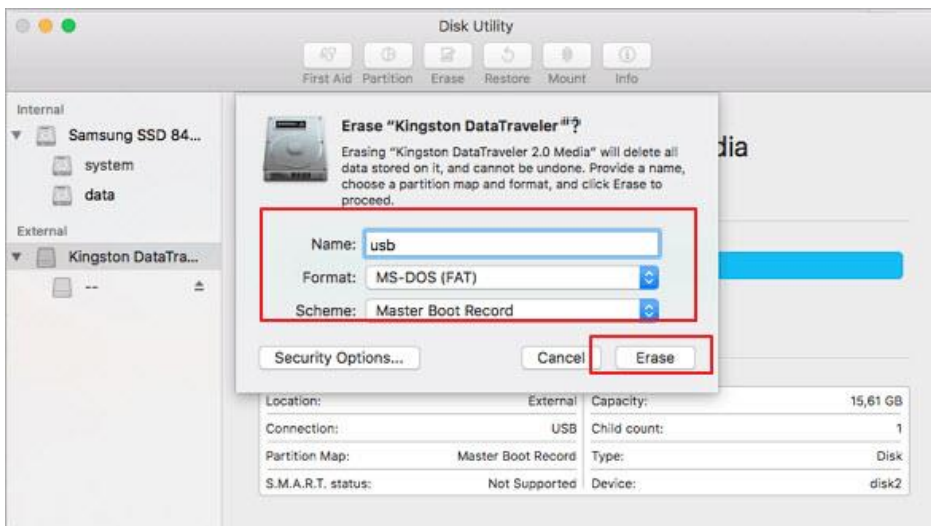 Disk Utility
First Aid Partition Erase Restore Mount Info
Internal
Samsung SSD 84...
system
data
External
Kingston DataTra...
--
Erase "Kingston DataTraveler"?
Erasing "Kingston DataTraveler 2.0 Media" will delete all
data stored on it, and cannot be undone. Provide a name,
choose a partition map and format, and click Erase to
proceed.
dia
Name: usb
Format: MS-DOS (FAT)
Scheme: Master Boot Record
Security Options... Cancel Erase
Location: External Capacity: 15,61 GB
Connection: USB Child count: 1
Partition Map: Master Boot Record Type: Disk
S.M.A.R.T. status: Not Supported Device: disk2